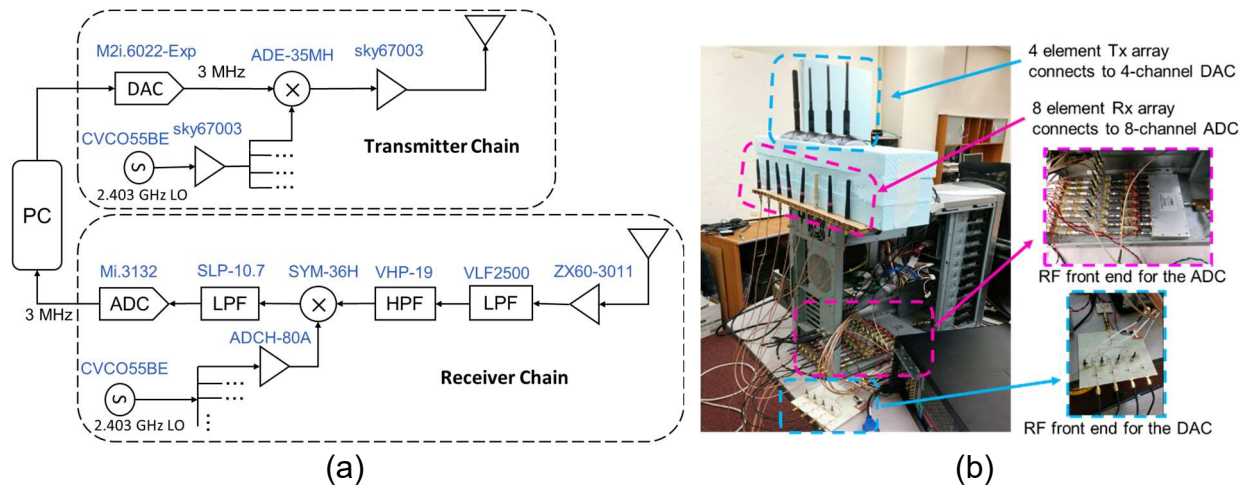 M2i.6022-Exp
ADE-35MH
sky67003
3 MHz
DAC
CVCO55BE
sky67003
Transmitter Chain
2.403 GHz LO
PC
Mi.3132
SLP-10.7
SYM-36H
VHP-19
VLF2500
ZX60-3011
ADC
LPF
HPF
LPF
3 MHz
ADCH-80A
CVCO55BE
Receiver Chain
2.403 GHz LO
(a)
4 element Tx array
connects to 4-channel DAC
8 element Rx array
connects to 8-channel ADC
RF front end for the ADC
RF front end for the DAC
(b)